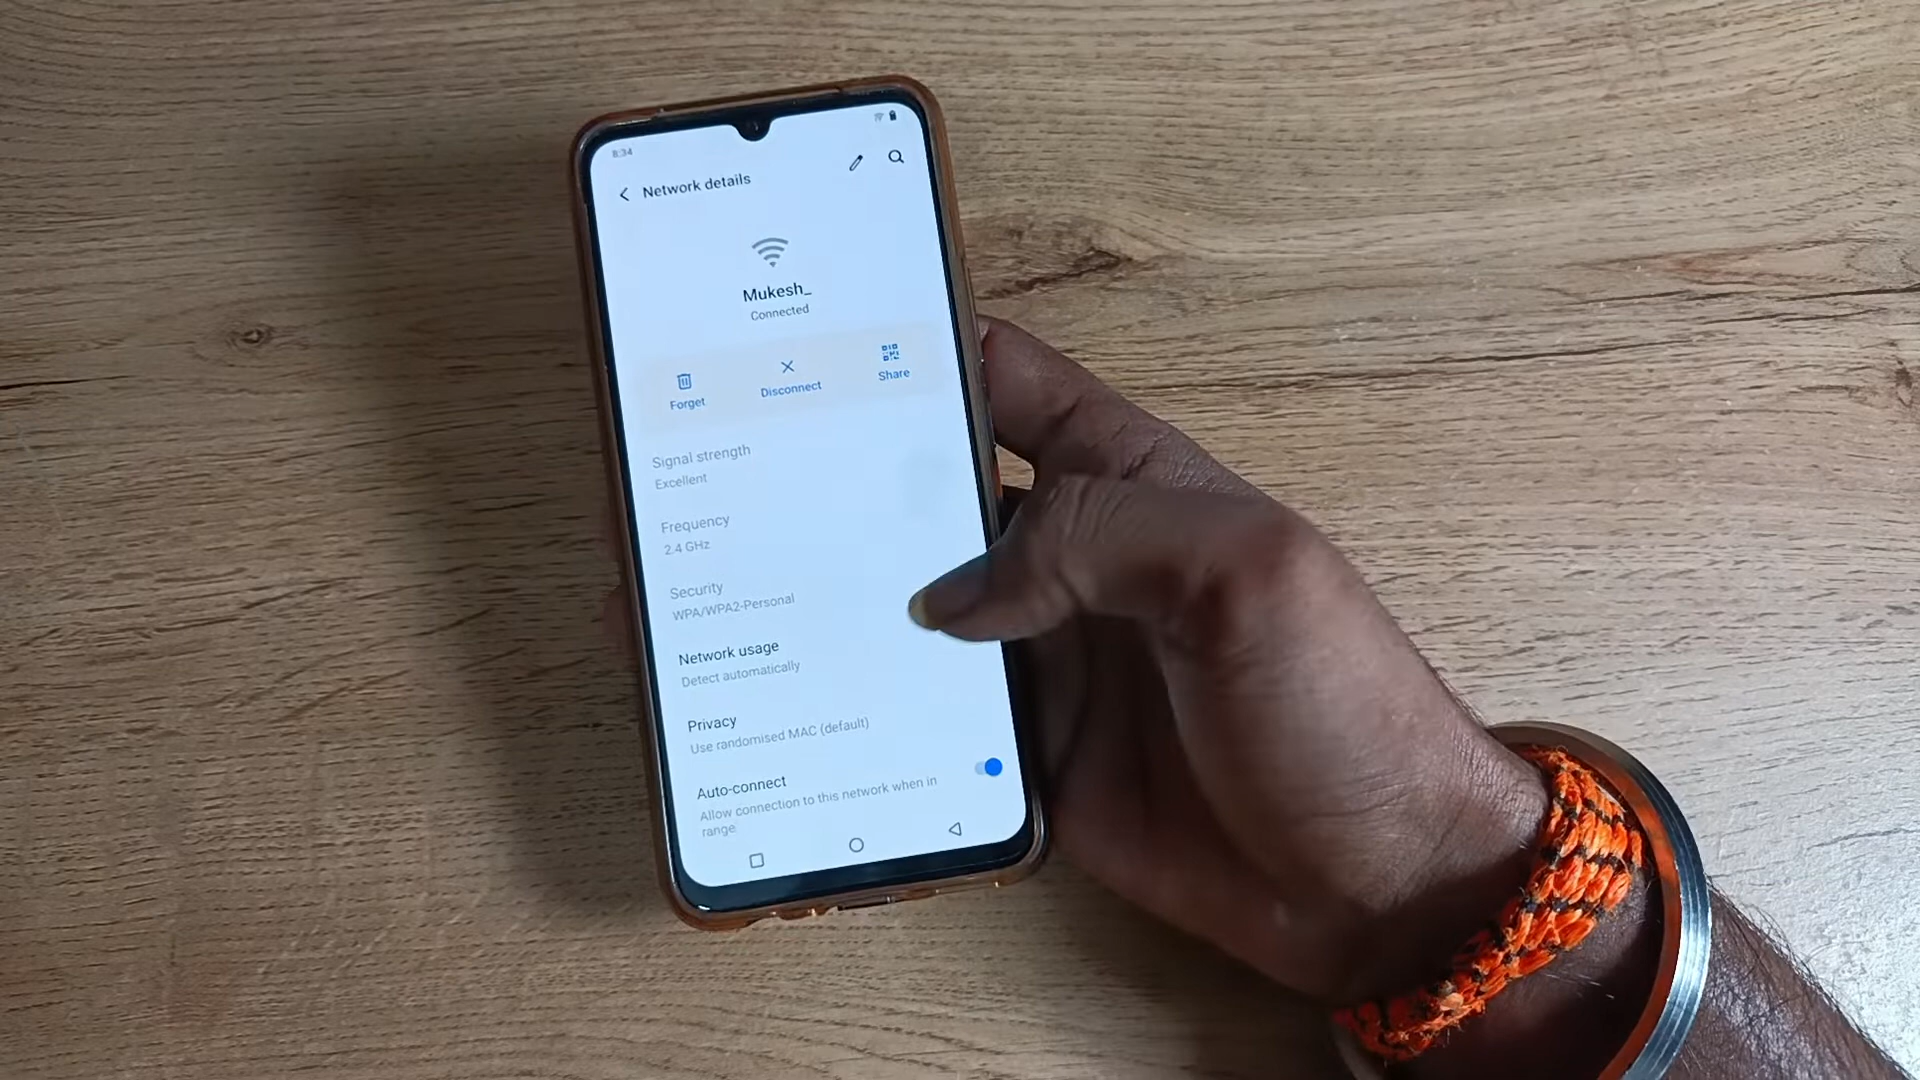 8:34
Network details
Mukesh_
Connected
Forget
Disconnect
Share
Signal strength
Excellent
Frequency
2.4 GHz
Security
WPA/WPA2-Personal
Network usage
Detect automatically
Privacy
Use randomised MAC (default)
Auto-connect
Allow connection to this network when in
range